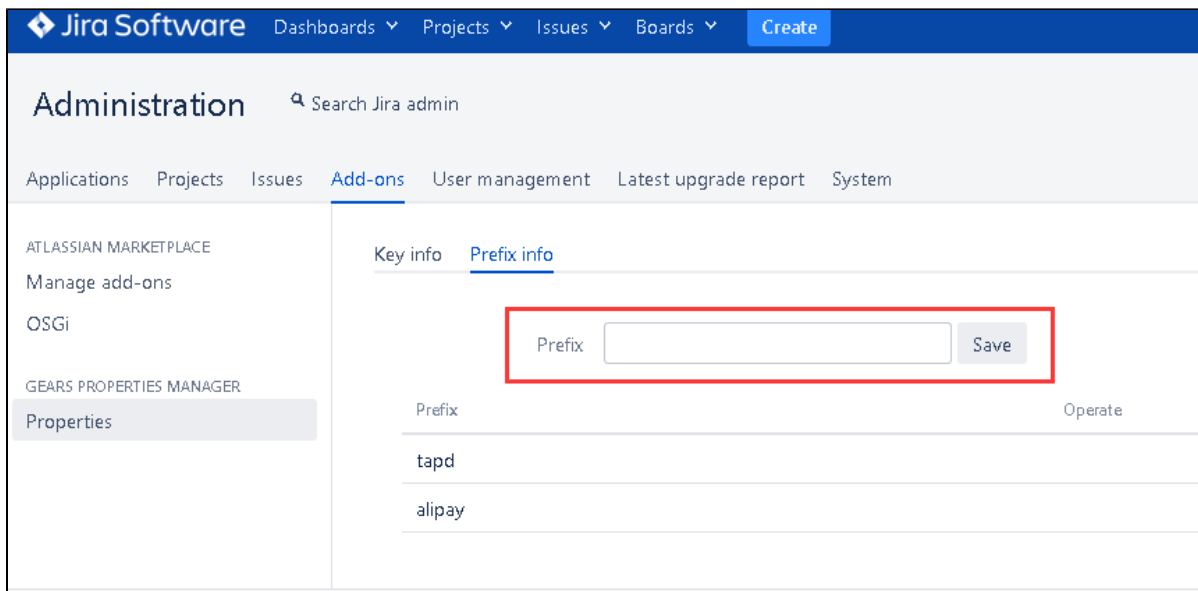 Jira Software Dashboards Projects Issues Boards Create
Administration Search Jira admin
Applications Projects Issues Add-ons User management Latest upgrade report System
ATLASSIAN MARKETPLACE
Manage add-ons
OSGi
GEARS PROPERTIES MANAGER
Properties
Key info Prefix info
Prefix Save
Prefix Operate
tapd
alipay